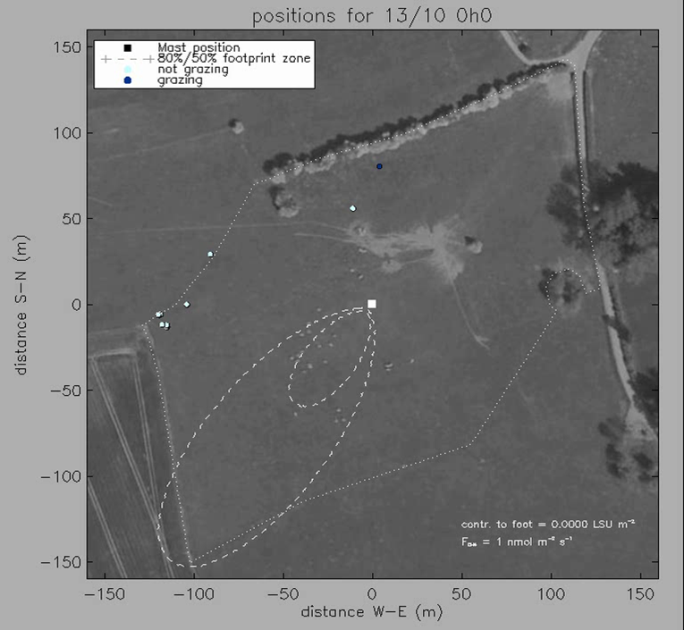 positions for 13/10 0h0
Mast position
80%/50% footprint zone
not grazing
grazing
150
100
50
0
−50
−100
−150
distance S−N (m)
contr. to foot = 0.0000 LSU m⁻²
= 1 nmol m⁻² s⁻¹
−150 −100 −50 0 50 100 150
distance W−E (m)